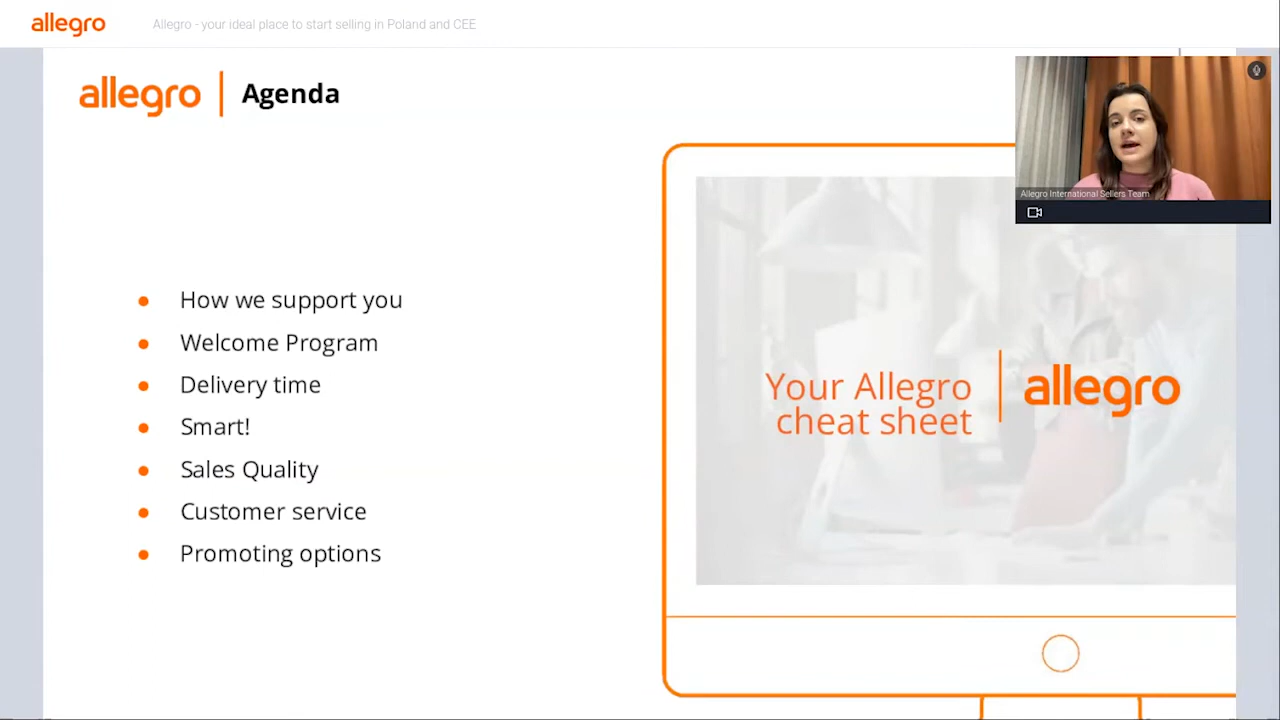 allegro
Allegro - your ideal place to start selling in Poland and CEE
allegro
Agenda
Allegro International Sellers Team
How we support you
Welcome Program
Delivery time
Smart!
Sales Quality
Customer service
Promoting options
Your Allegro
cheat sheet
allegro